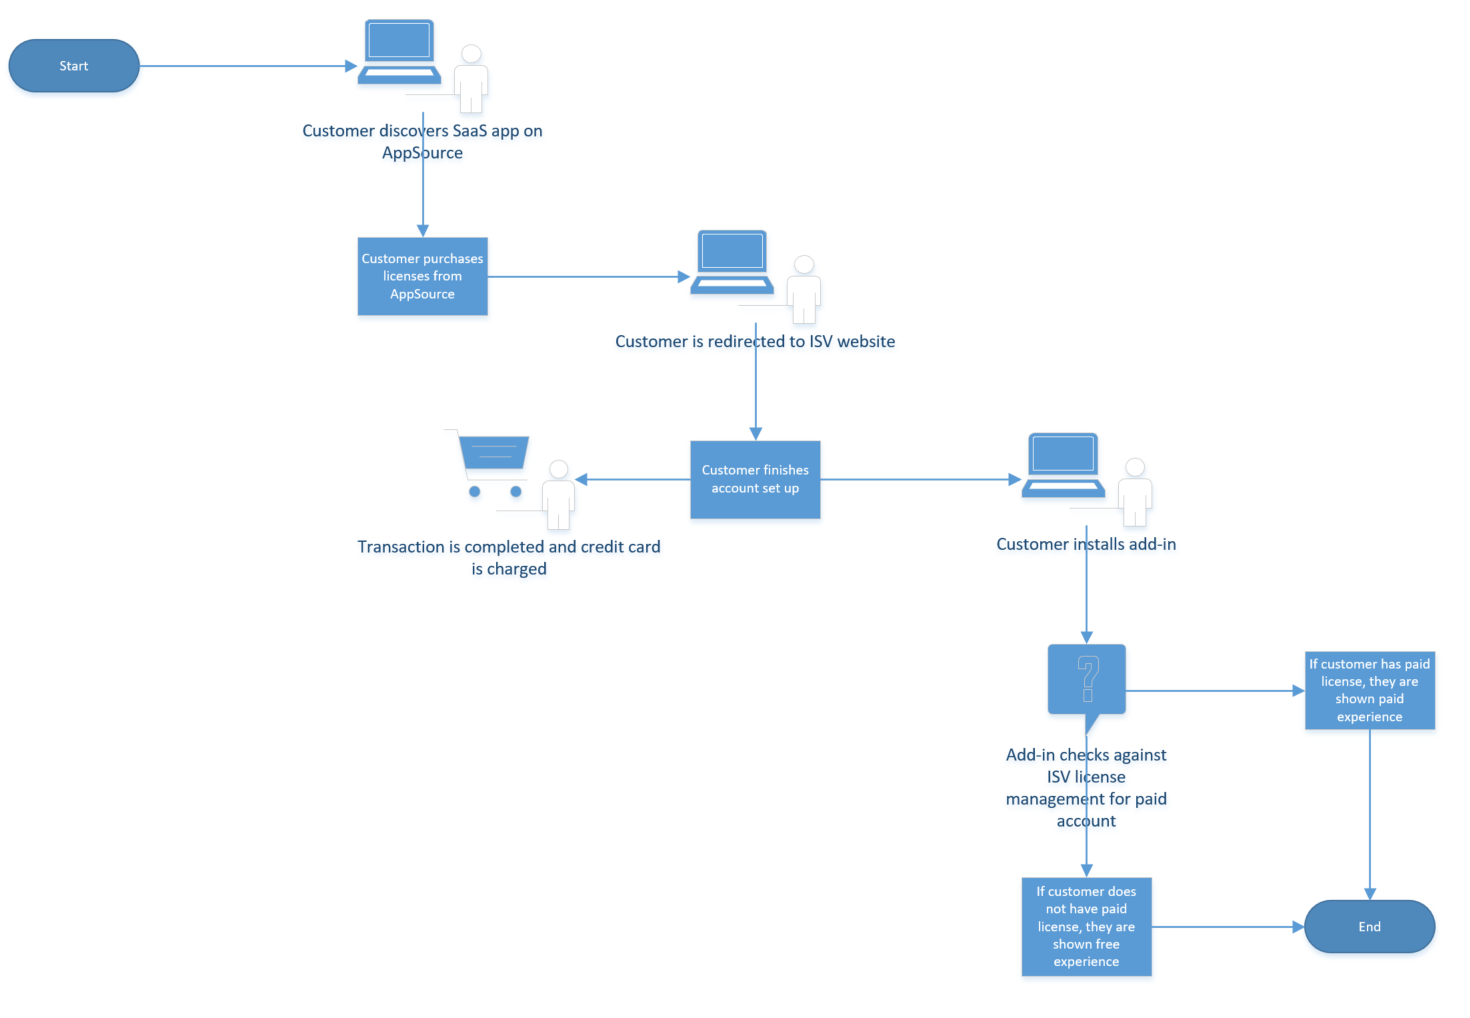 Start
Customer discovers SaaS app on
AppSource
Customer purchases
licenses from
AppSource
Customer is redirected to ISV website
Customer finishes
account set up
Transaction is completed and credit card
is charged
Customer installs add-in
?
If customer has paid
license, they are
shown paid
experience
Add-in checks against
ISV license
management for paid
account
If customer does
not have paid
license, they are
shown free
experience
End